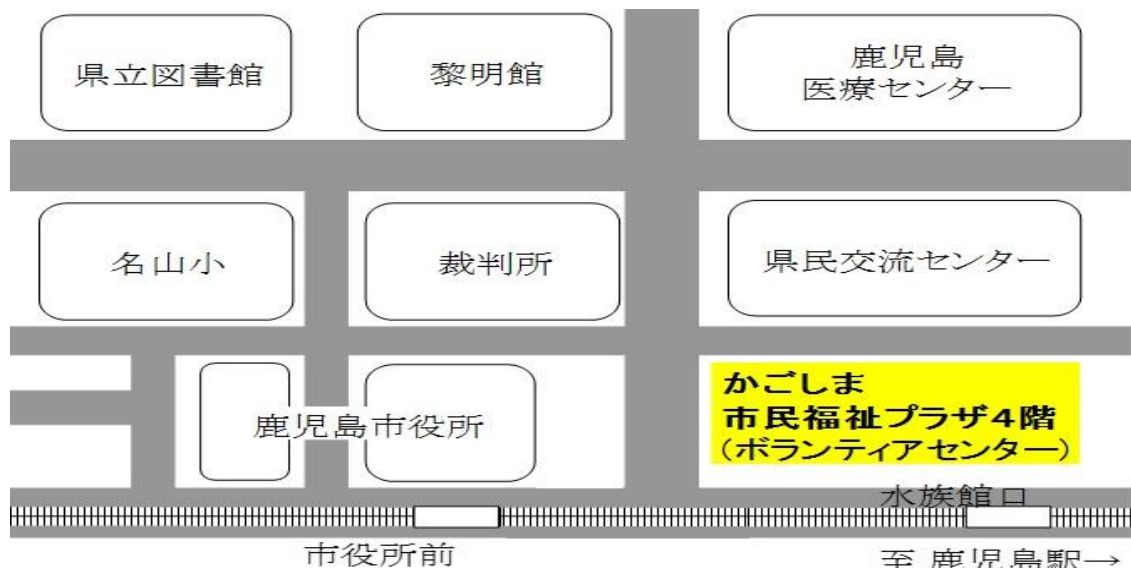 県立図書館
黎明館
鹿児島
医療センター
名山小
裁判所
県民交流センター
鹿児島市役所
かごしま
市民福祉プラザ4階
(ボランティアセンター)
水族館口
市役所前
至 鹿児島駅→